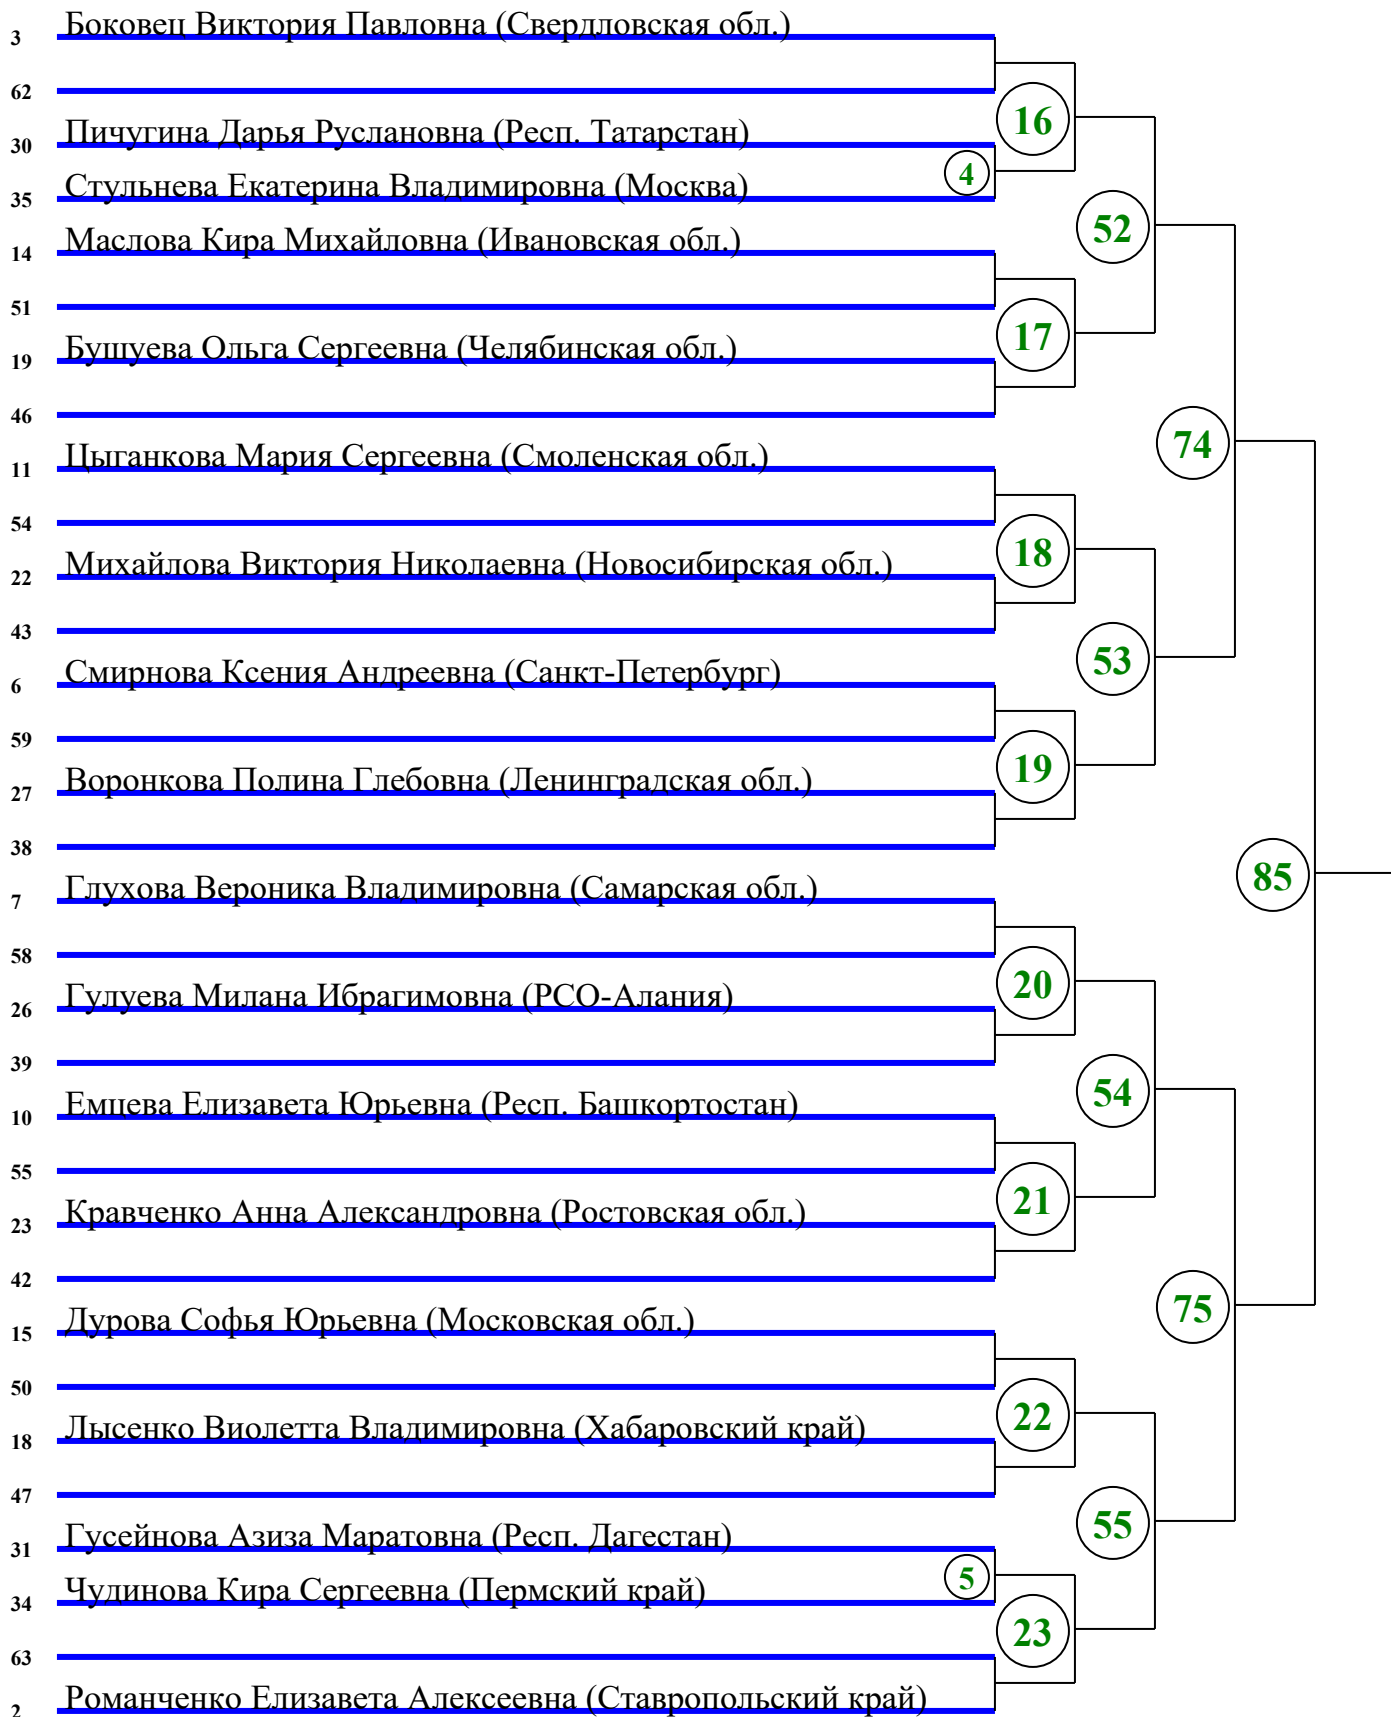 3 Боковец Виктория Павловна (Свердловская обл.)
62
16
30 Пичугина Дарья Руслановна (Респ. Татарстан)
4
35 Стульнева Екатерина Владимировна (Москва)
52
14 Маслова Кира Михайловна (Ивановская обл.)
51
17
19 Бушуева Ольга Сергеевна (Челябинская обл.)
46
74
11 Цыганкова Мария Сергеевна (Смоленская обл.)
54
18
22 Михайлова Виктория Николаевна (Новосибирская обл.)
43
53
6 Смирнова Ксения Андреевна (Санкт-Петербург)
59
19
27 Воронкова Полина Глебовна (Ленинградская обл.)
38
85
7 Глухова Вероника Владимировна (Самарская обл.)
58
20
26 Гулуева Милана Ибрагимовна (РСО-Алания)
39
54
10 Емцева Елизавета Юрьевна (Респ. Башкортостан)
55
21
23 Кравченко Анна Александровна (Ростовская обл.)
42
75
15 Дурова Софья Юрьевна (Московская обл.)
50
22
18 Лысенко Виолетта Владимировна (Хабаровский край)
47
55
31 Гусейнова Азиза Маратовна (Респ. Дагестан)
5
34 Чудинова Кира Сергеевна (Пермский край)
23
63
2 Романченко Елизавета Алексеевна (Ставропольский край)